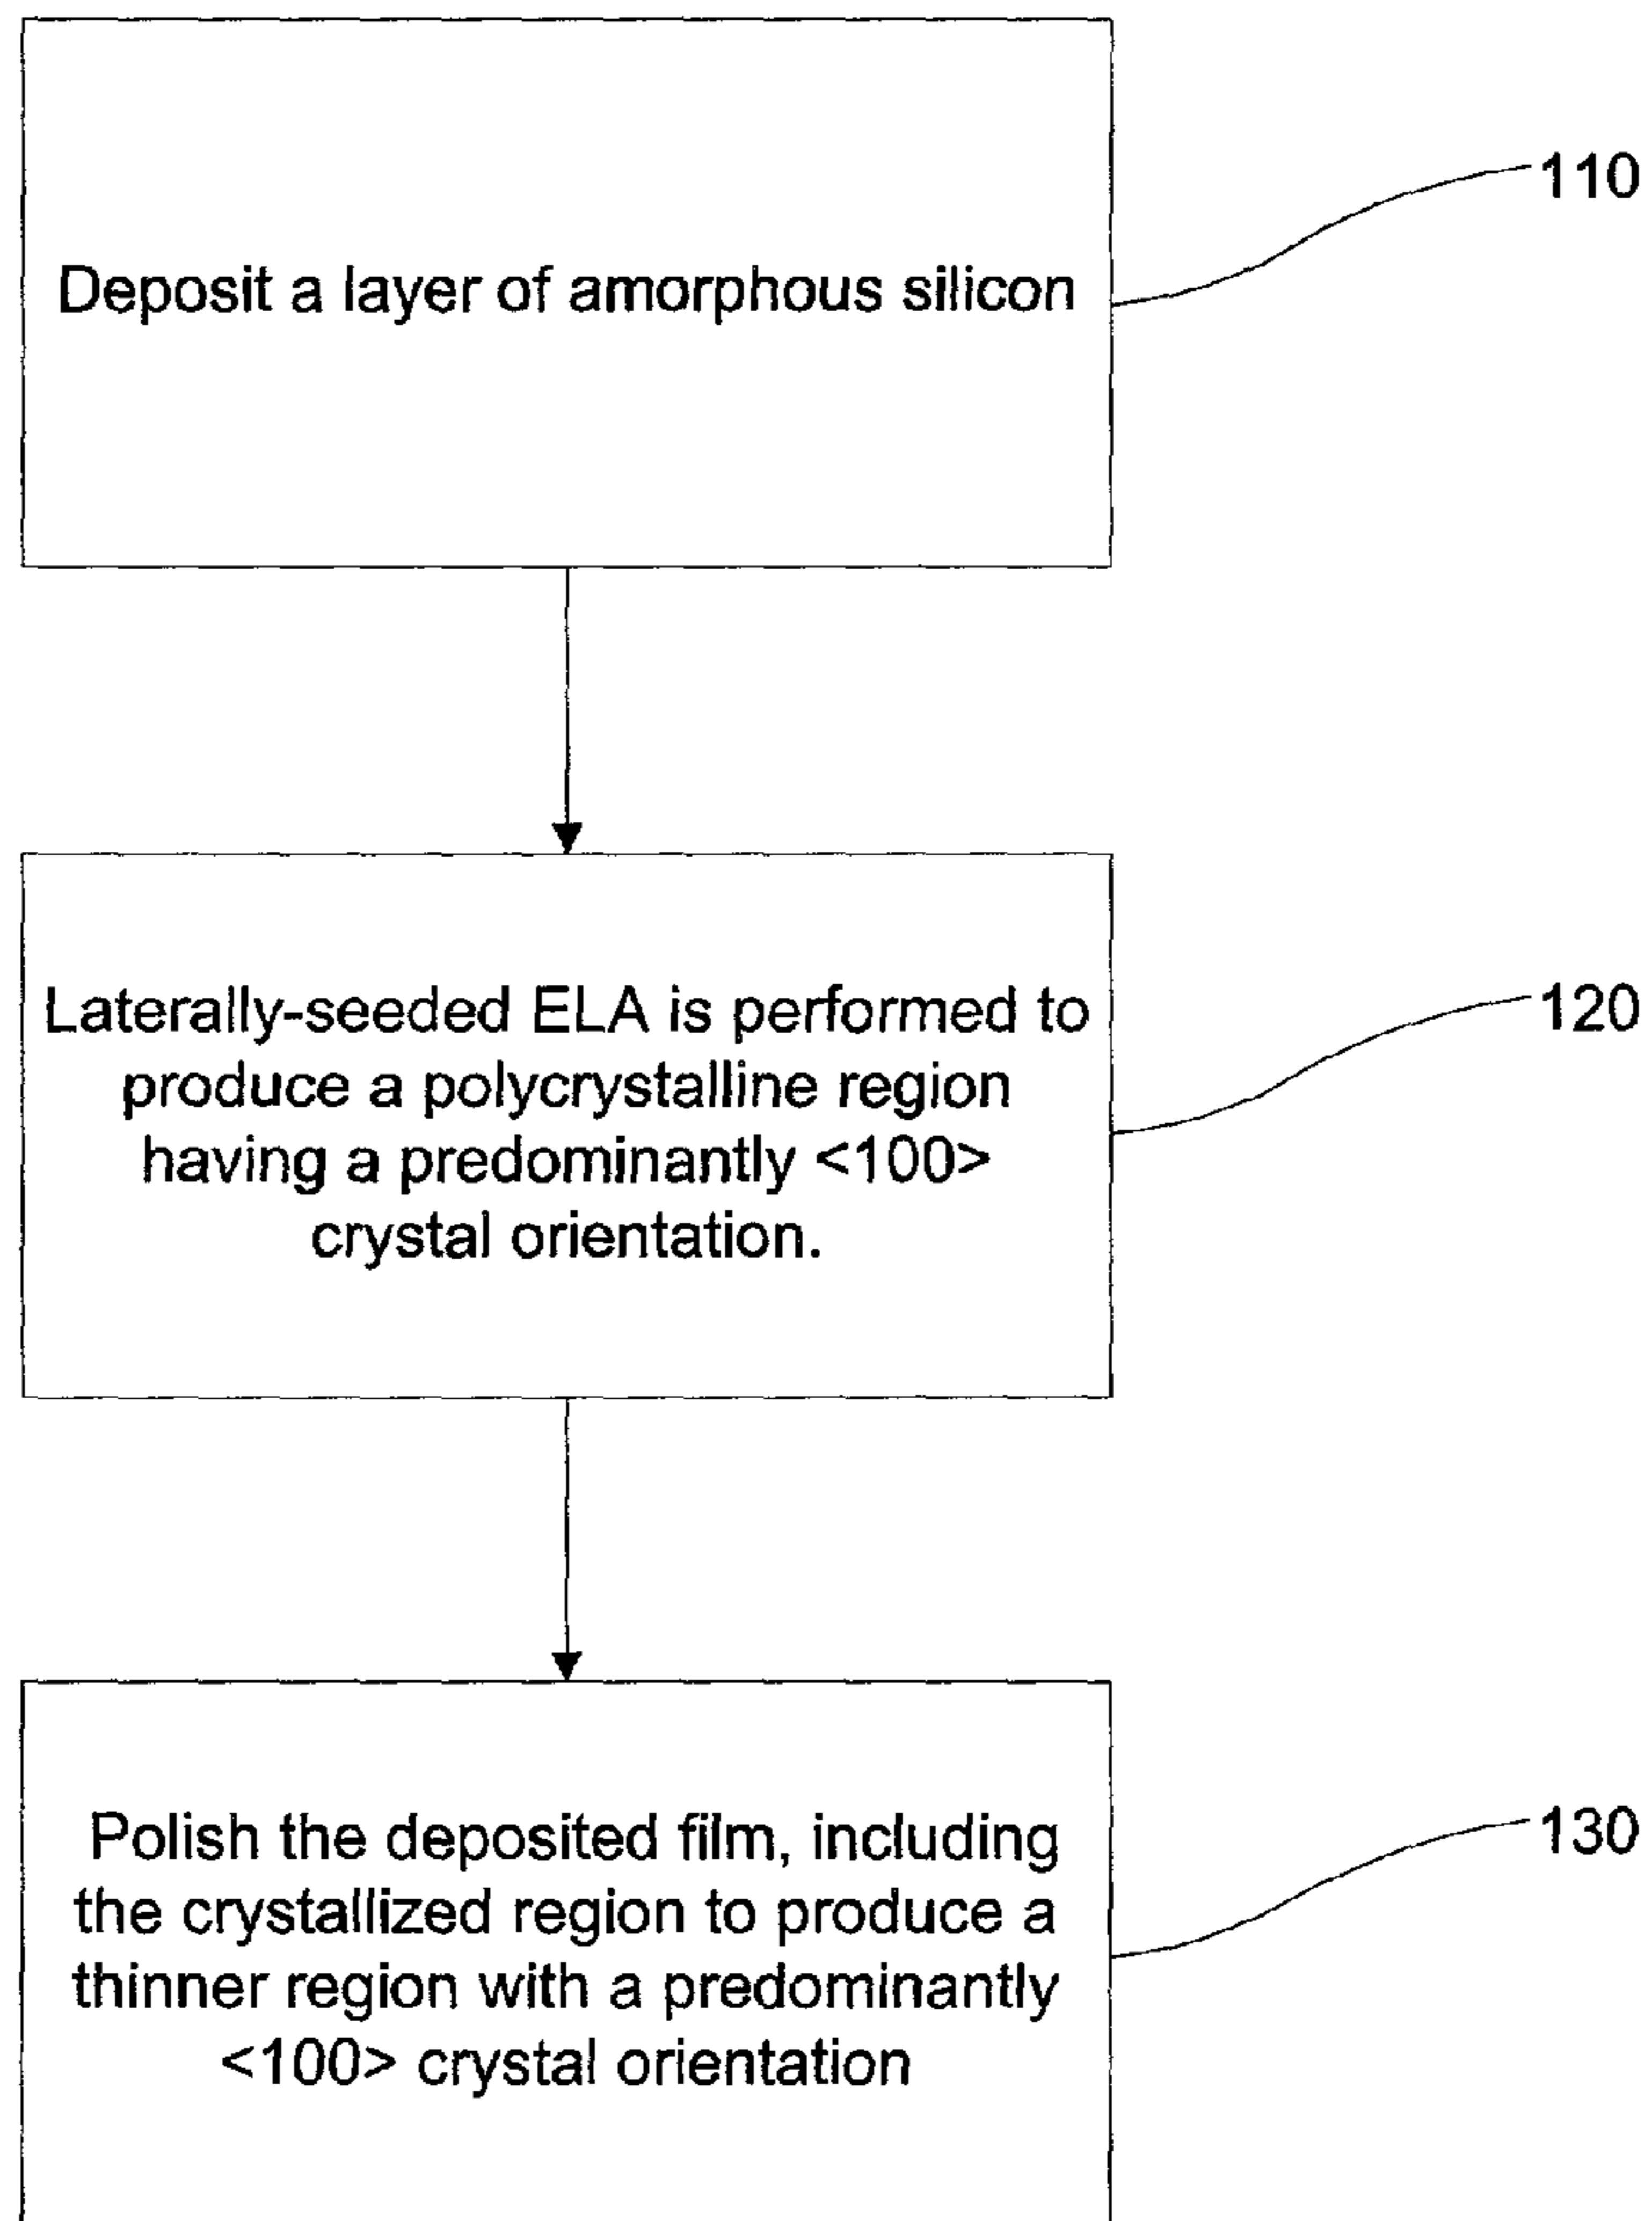 Deposit a layer of amorphous silicon
110
Laterally-seeded ELA is performed to
produce a polycrystalline region
having a predominantly <100>
crystal orientation.
120
Polish the deposited film, including
the crystallized region to produce a
thinner region with a predominantly
<100> crystal orientation
130